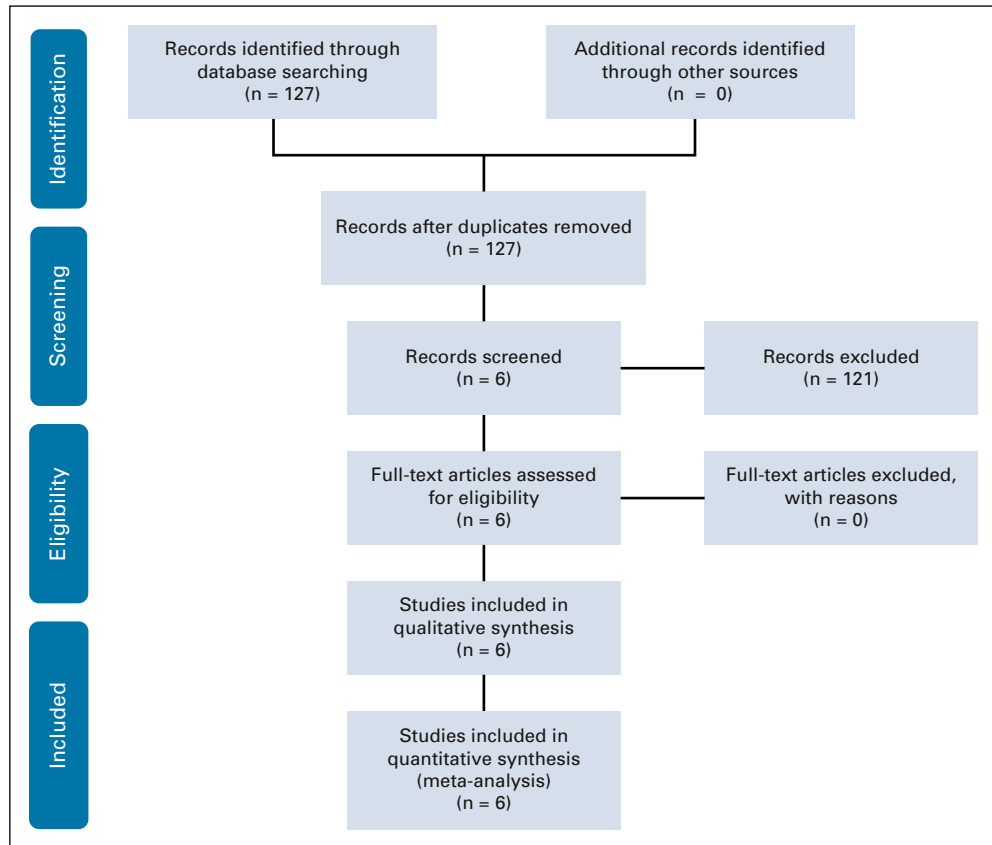 Identification
Records identified through
database searching
(n = 127)
Additional records identified
through other sources
(n = 0)
Records after duplicates removed
(n = 127)
Screening
Records screened
(n = 6)
Records excluded
(n = 121)
Eligibility
Full-text articles assessed
for eligibility
(n = 6)
Full-text articles excluded,
with reasons
(n = 0)
Included
Studies included in
qualitative synthesis
(n = 6)
Studies included in
quantitative synthesis
(meta-analysis)
(n = 6)